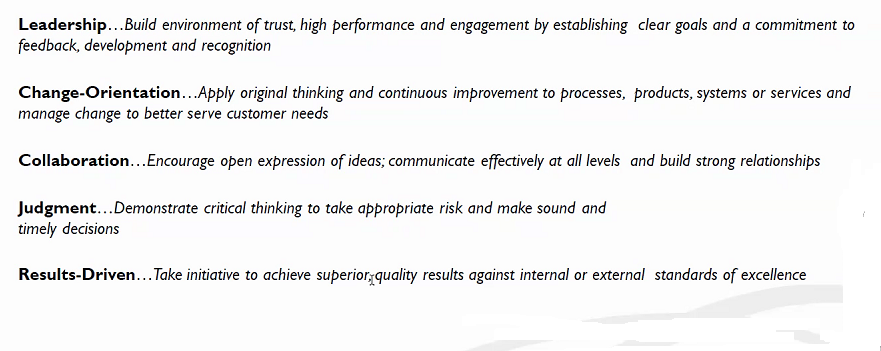 Leadership…Build environment of trust, high performance and engagement by establishing clear goals and a commitment to
feedback, development and recognition
Change-Orientation…Apply original thinking and continuous improvement to processes, products, systems or services and
manage change to better serve customer needs
Collaboration…Encourage open expression of ideas; communicate effectively at all levels and build strong relationships
Judgment…Demonstrate critical thinking to take appropriate risk and make sound and
timely decisions
Results-Driven…Take initiative to achieve superior quality results against internal or external standards of excellence